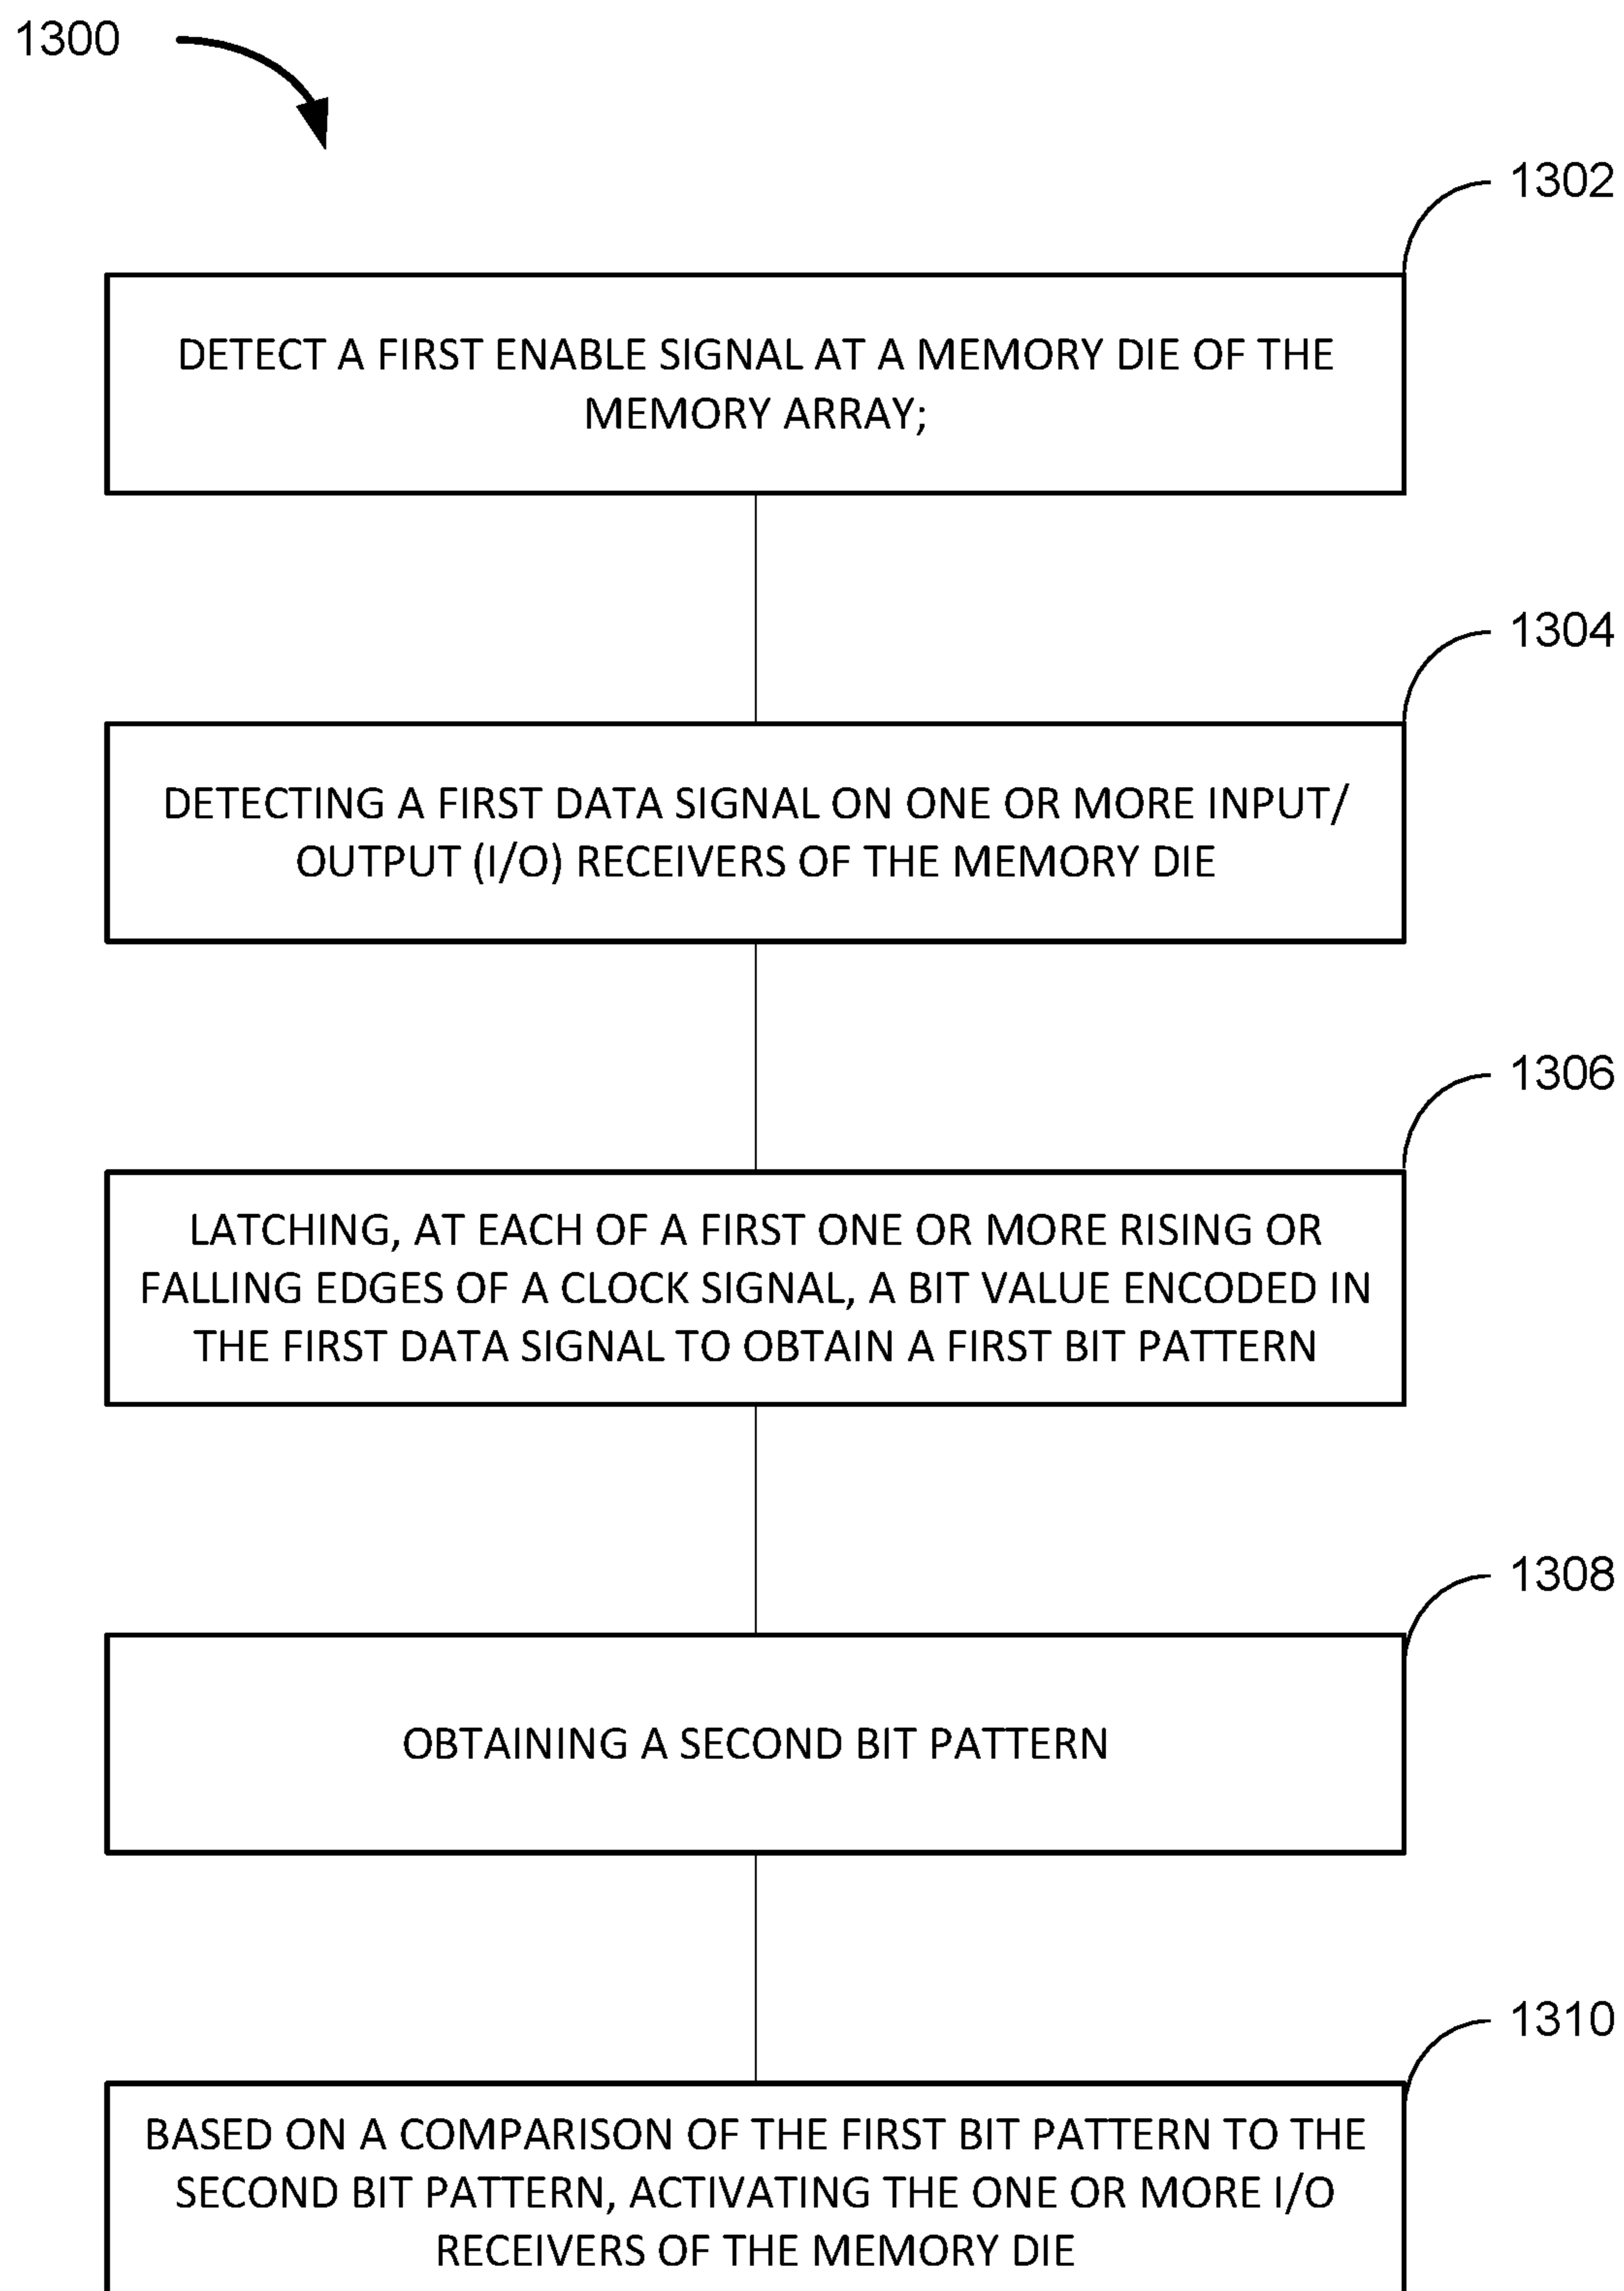 1300
1302
DETECT A FIRST ENABLE SIGNAL AT A MEMORY DIE OF THE
MEMORY ARRAY;
1304
DETECTING A FIRST DATA SIGNAL ON ONE OR MORE INPUT/
OUTPUT (I/O) RECEIVERS OF THE MEMORY DIE
1306
LATCHING, AT EACH OF A FIRST ONE OR MORE RISING OR
FALLING EDGES OF A CLOCK SIGNAL, A BIT VALUE ENCODED IN
THE FIRST DATA SIGNAL TO OBTAIN A FIRST BIT PATTERN
1308
OBTAINING A SECOND BIT PATTERN
1310
BASED ON A COMPARISON OF THE FIRST BIT PATTERN TO THE
SECOND BIT PATTERN, ACTIVATING THE ONE OR MORE I/O
RECEIVERS OF THE MEMORY DIE